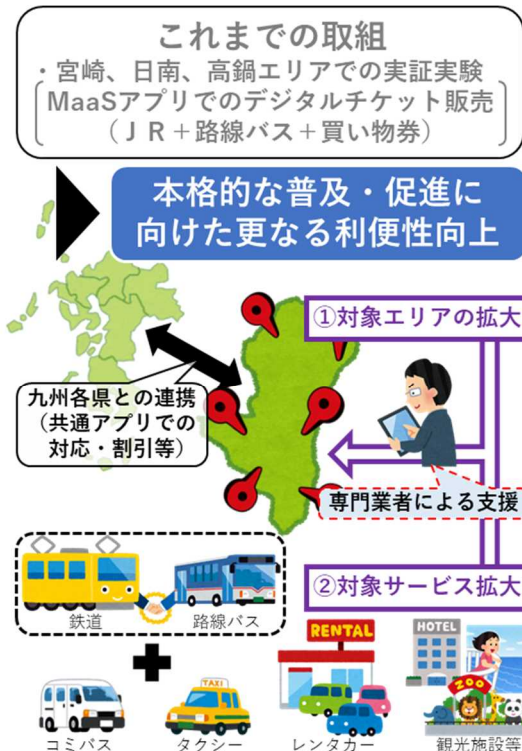 これまでの取組
・宮崎、日南、高鍋エリアでの実証実験
MaaSアプリでのデジタルチケット販売
（ＪＲ＋路線バス＋買い物券）
本格的な普及・促進に
向けた更なる利便性向上
①対象エリアの拡大
九州各県との連携
（共通アプリでの
対応・割引等）
専門業者による支援
②対象サービス拡大
鉄道
路線バス
RENTAL
HOTEL
ZOO
TAXI
コミバス
タクシー
レンタカー
観光施設等